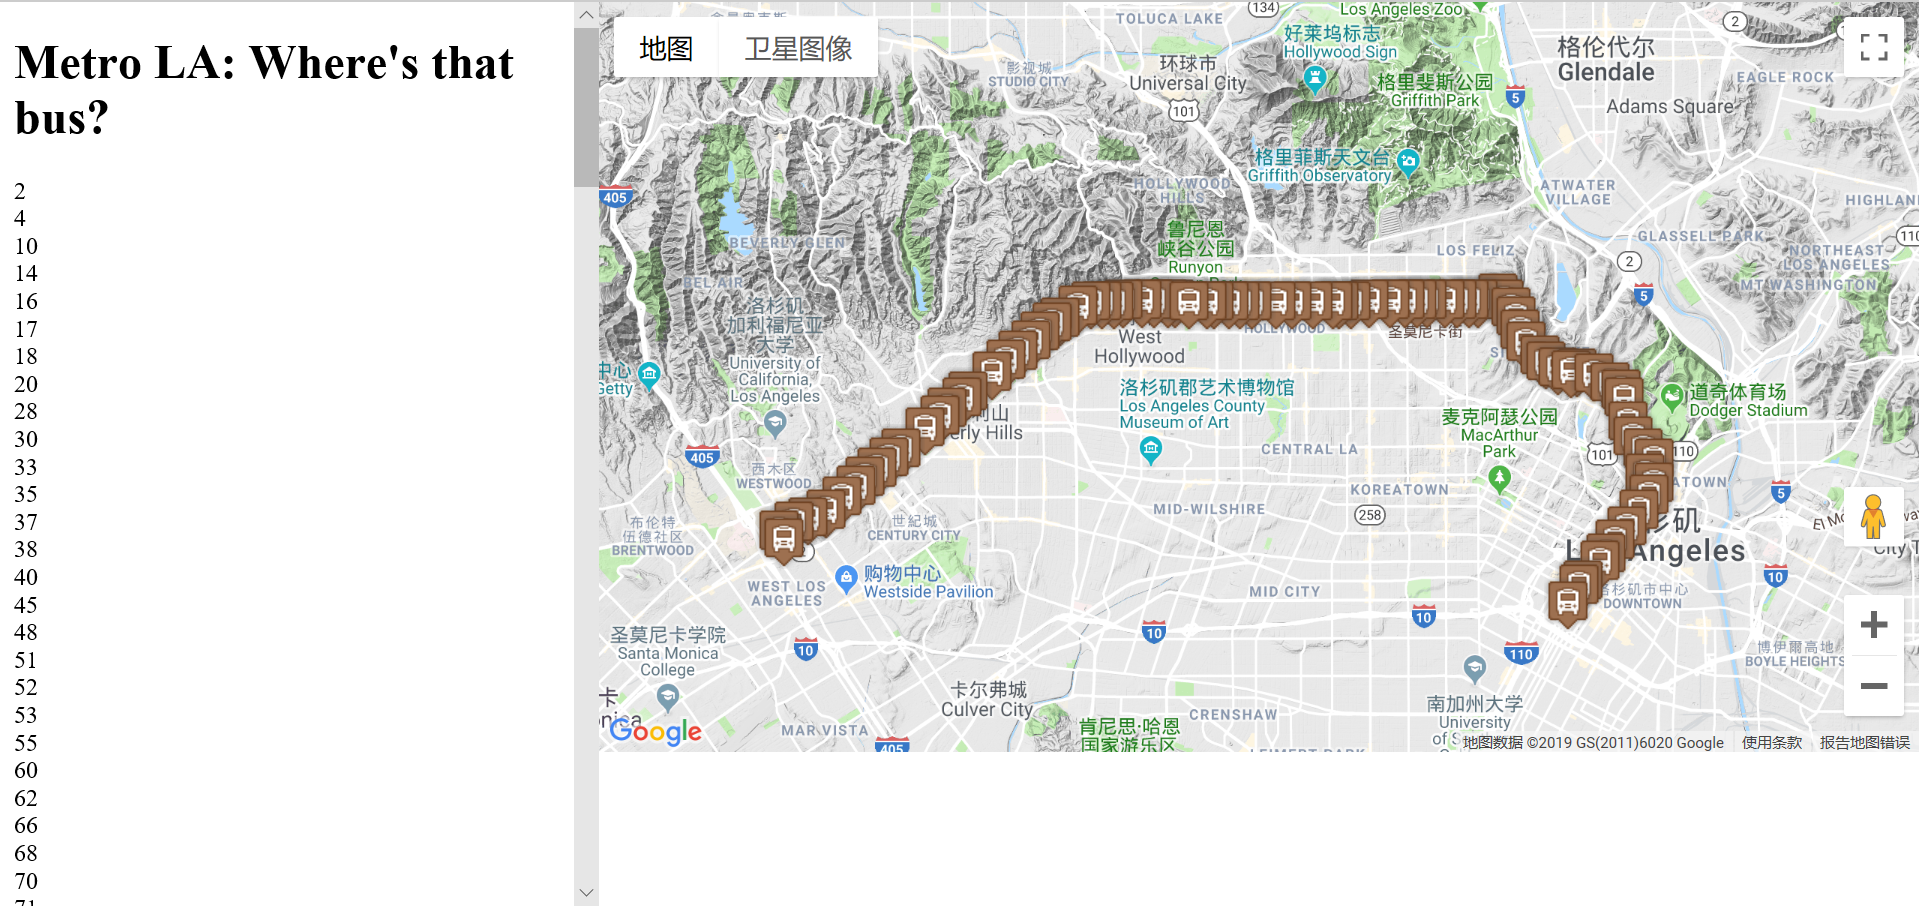 Metro LA: Where's that
bus?
2
4
10
14
16
17
18
20
28
30
33
35
37
38
40
45
48
51
52
53
55
60
62
66
68
70
71
地图
卫星图像
TOLUCA LAKE
134
Los Angeles Zoo
2
好莱坞标志
Hollywood Sign
影视城
STUDIO CITY
环球市
Universal City
101
格里斐斯公园
Griffith Park
格伦代尔
Glendale
EAGLE ROCK
5
Adams Square
格里菲斯天文台
Griffith Observatory
405
HOLLYWOOD
HILLS
ATWATER
VILLAGE
HIGHLAN
鲁尼恩
峡谷公园
Runyon
BEVERLY GLEN
LOS FELIZ
GLASSELL PARK
110
2
NORTHEAST
LOS ANGELES
MT WASHINGTON
BEL AIR
5
洛杉矶
加利福尼亚
大学
University of
California,
Los Angeles
HOLLYWOOD
圣莫尼卡街
West
Hollywood
中心
Getty
洛杉矶郡艺术博物馆
Los Angeles County
Museum of Art
道奇体育场
Dodger Stadium
麦克阿瑟公园
MacArthur
Park
erly Hills
CENTRAL LA
101
110
405
西木区
WESTWOOD
KOREATOWN
ATOWN
5
MID-WILSHIRE
258
布伦特
伍德社区
BRENTWOOD
世紀城
CENTURY CITY
杉矶
Los Angeles
El Mo
City T
购物中心
Westside Pavilion
WEST LOS
ANGELES
MID CITY
洛杉矶市中心
DOWNTOWN
10
10
10
10
110
圣莫尼卡学院
Santa Monica
College
博伊爾高地
BOYLE HEIGHTS
卡
nica
卡尔弗城
Culver City
南加州大学
University
of S
CRENSHAW
肯尼思·哈恩
国家游乐区
MAR VISTA
405
LEIMERT PARK
Google
地图数据 ©2019 GS(2011)6020 Google
使用条款
报告地图错误